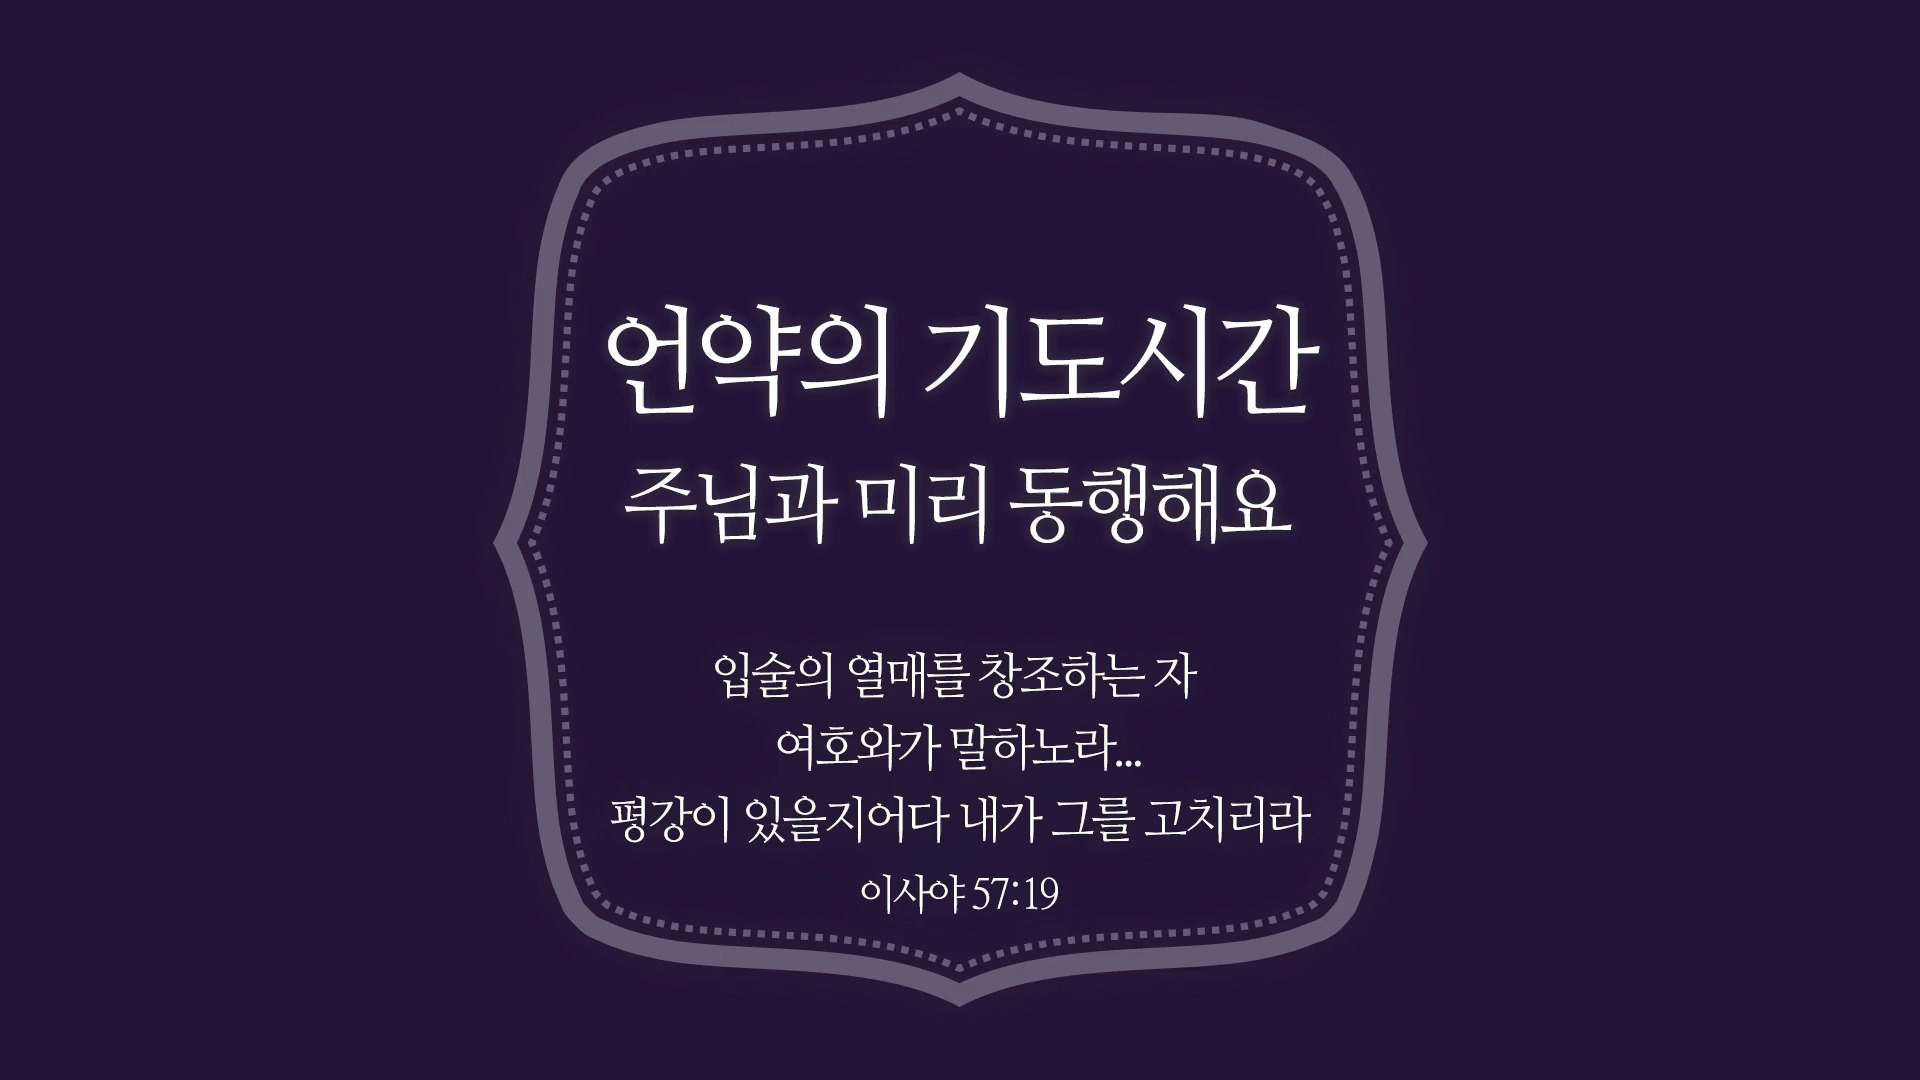 언약의 기도시간
주님과 미리 동행해요
입술의 열매를 창조하는 자
여호와가 말하노라...
평강이 있을지어다 내가 그를 고치리라
이사야 57:19